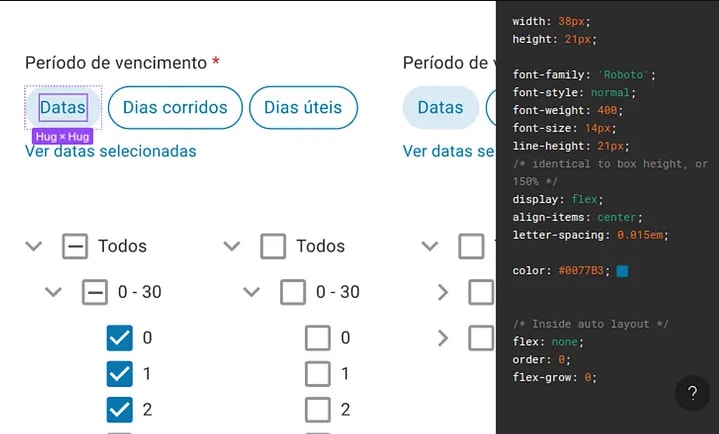 Período de vencimento *
Datas
Dias corridos
Dias úteis
Hug × Hug
Ver datas selecionadas
Todos
0 - 30
0
1
2
Todos
0 - 30
0
1
2
Período de
Datas
Ver datas se
width: 38px;
height: 21px;
font-family: 'Roboto';
font-style: normal;
font-weight: 400;
font-size: 14px;
line-height: 21px;
/* identical to box height, or
150% */
display: flex;
align-items: center;
letter-spacing: 0.015em;
color: #0077B3;
/* Inside auto layout */
flex: none;
order: 0;
flex-grow: 0;
?